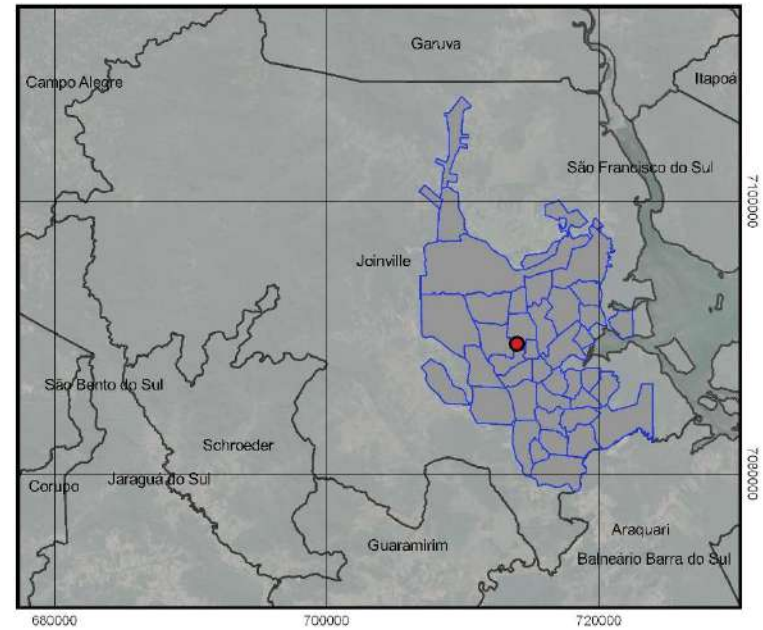 Garuva
Campo Alegre
Itapoá
São Francisco do Sul
7100000
Joinville
São Bento do Sul
Schroeder
Corupo
Jaraguá do Sul
7080000
Guaramirim
Araquari
Balneário Barra do Sul
680000
700000
720000